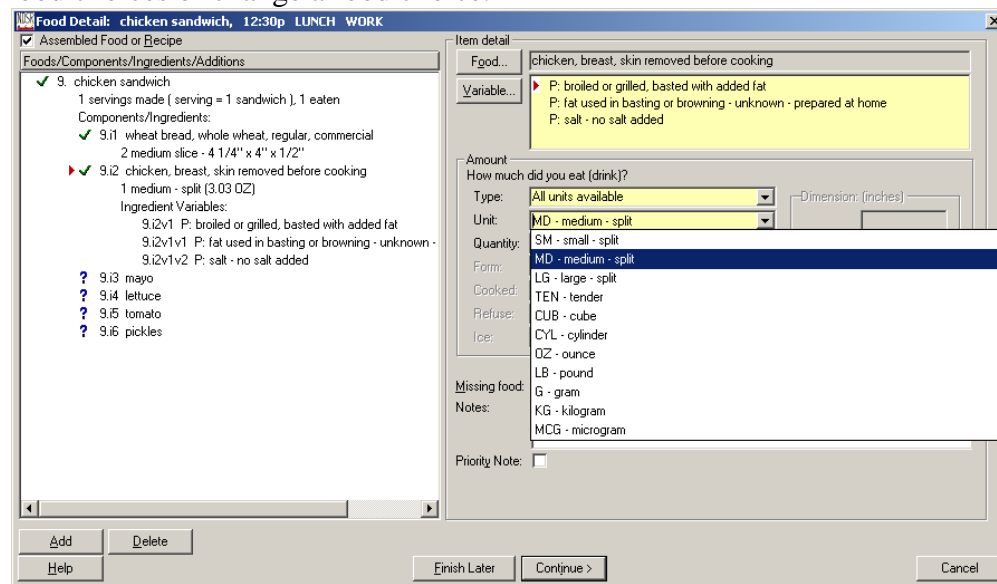 Food Detail: chicken sandwich, 12:30p LUNCH WORK
Assembled Food or Recipe
Foods/Components/Ingredients/Additions
9. chicken sandwich
1 servings made ( serving = 1 sandwich ), 1 eaten
Components/Ingredients:
9.i1 wheat bread, whole wheat, regular, commercial
2 medium slice - 4 1/4'' x 4'' x 1/2''
9.i2 chicken, breast, skin removed before cooking
1 medium - split (3.03 OZ)
Ingredient Variables:
9.i2v1 P: broiled or grilled, basted with added fat
9.i2v1v1 P: fat used in basting or browning - unknown -
9.i2v1v2 P: salt - no salt added
? 9.i3 mayo
? 9.i4 lettuce
? 9.i5 tomato
? 9.i6 pickles
Item detail
Food... chicken, breast, skin removed before cooking
Variable... P: broiled or grilled, basted with added fat
P: fat used in basting or browning - unknown - prepared at home
P: salt - no salt added
Amount
How much did you eat (drink)?
Type: All units available
Dimension: (inches)
Unit: MD - medium - split
Quantity:
Form:
Cooked:
Refuse:
Ice:
SM - small - split
MD - medium - split
LG - large - split
TEN - tender
CUB - cube
CYL - cylinder
OZ - ounce
LB - pound
G - gram
KG - kilogram
MCG - microgram
Missing food:
Notes:
Priority Note:
Add Delete
Help Finish Later Continue > Cancel